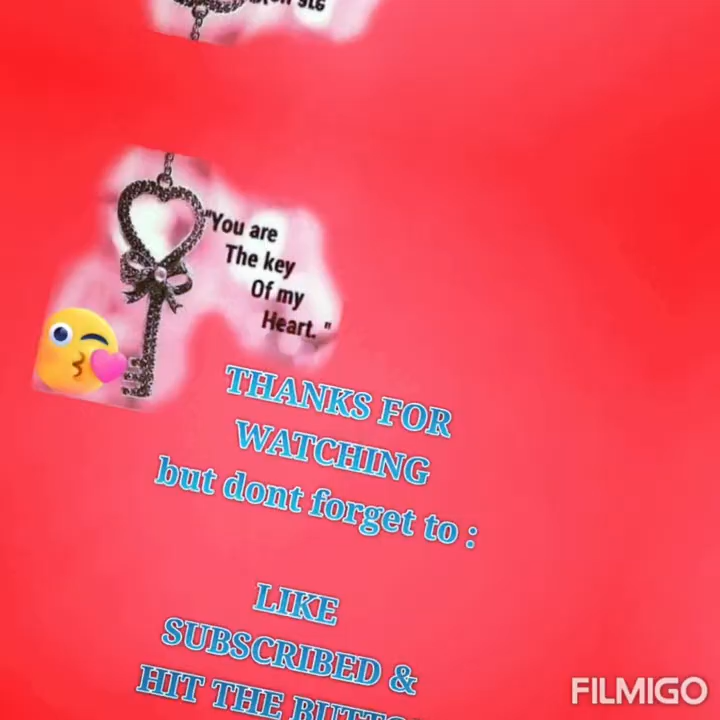 "You are
The key
Of my
Heart. "
THANKS FOR
WATCHING
but dont forget to :
LIKE
SUBSCRIBED &
HIT THE
FILMIGO